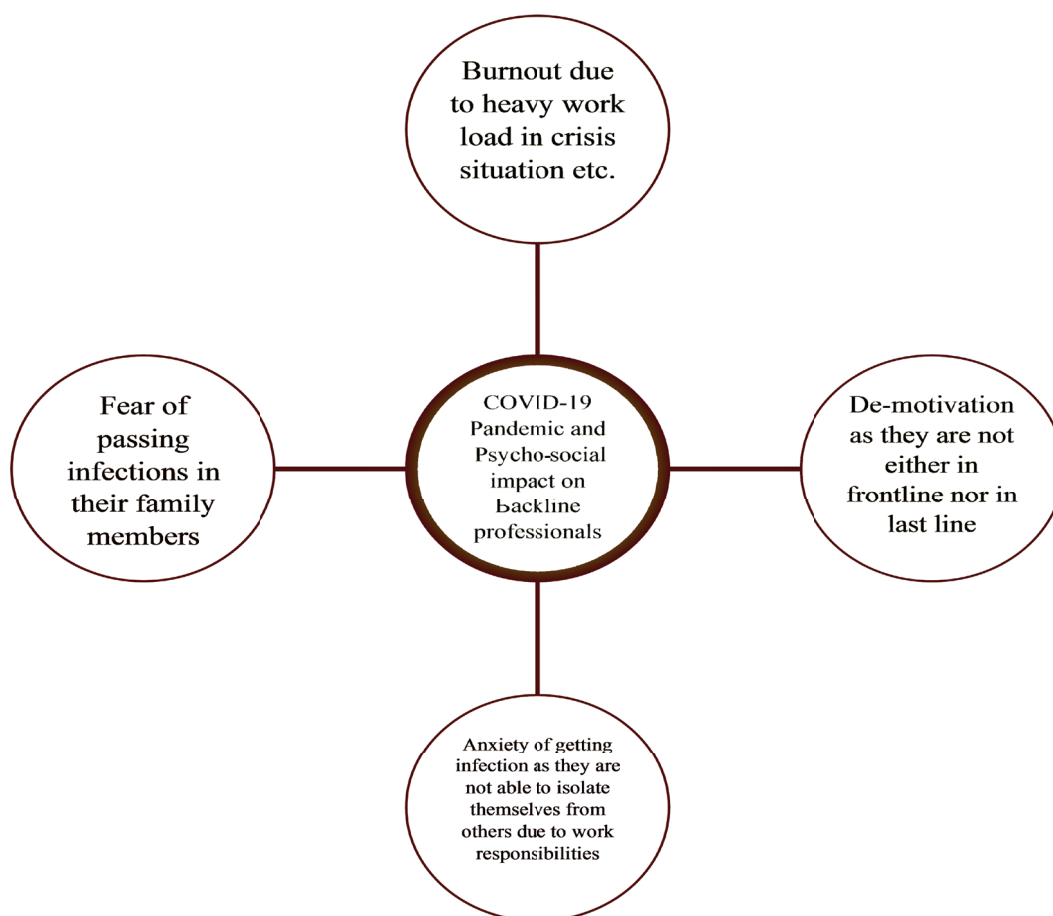 Burnout due
to heavy work
load in crisis
situation etc.
Fear of
passing
infections in
their family
members
COVID-19
Pandemic and
Psycho-social
impact on
Backline
professionals
De-motivation
as they are not
either in
frontline nor in
last line
Anxiety of getting
infection as they are
not able to isolate
themselves from
others due to work
responsibilities